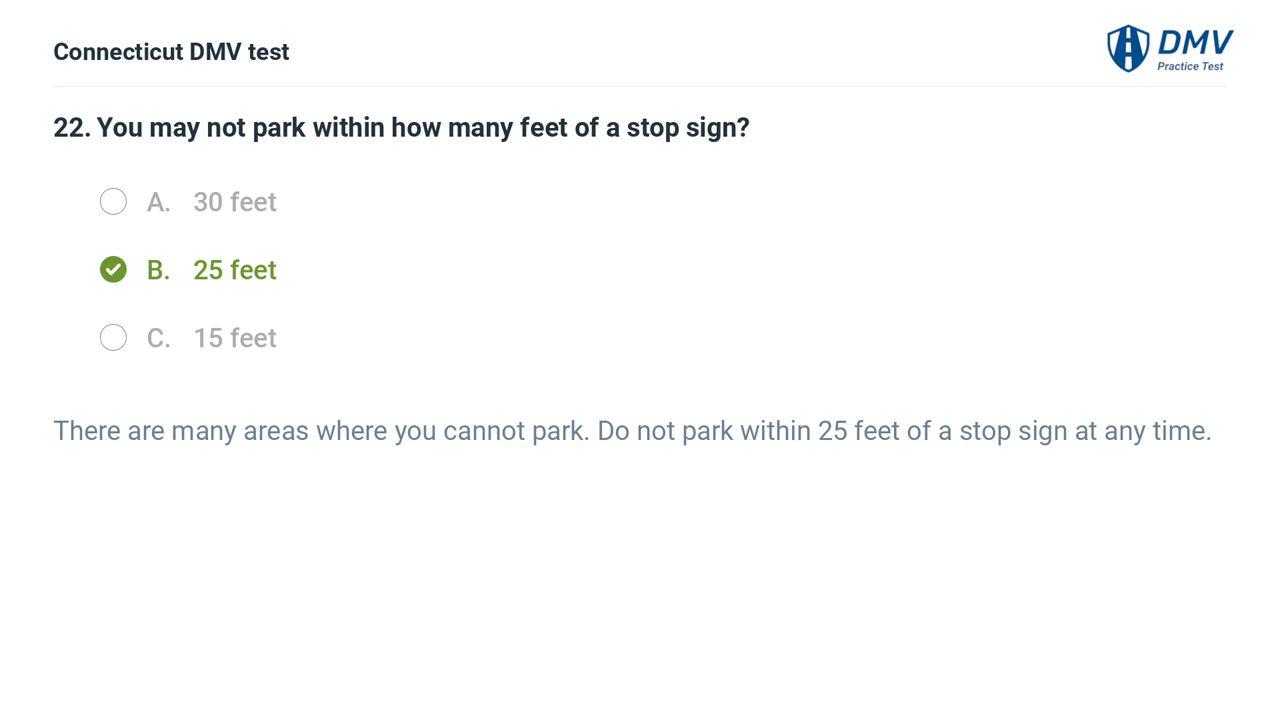 Connecticut DMV test
DMV
Practice Test
22. You may not park within how many feet of a stop sign?
A. 30 feet
B. 25 feet
C. 15 feet
There are many areas where you cannot park. Do not park within 25 feet of a stop sign at any time.